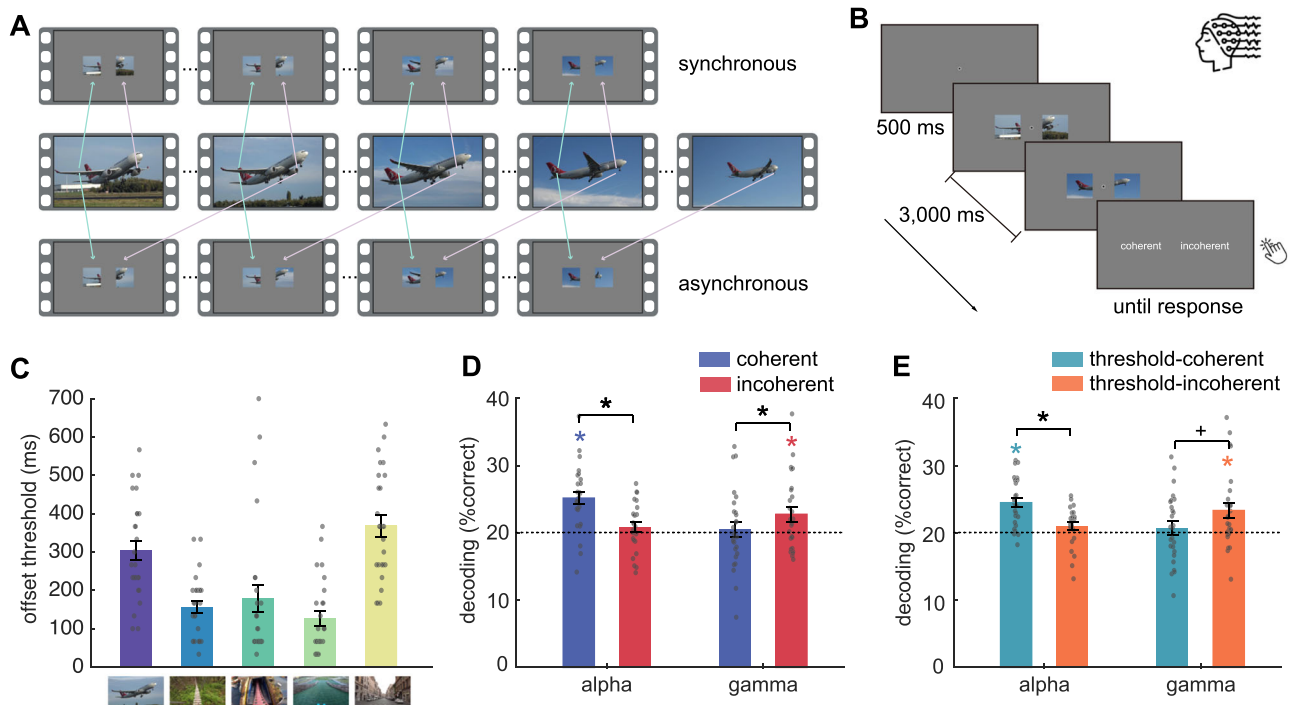 A
synchronous
asynchronous
B
500 ms
3,000 ms
coherent incoherent
until response
C
offset threshold (ms)
700
600
500
400
300
200
100
0
D
coherent
incoherent
decoding (%correct)
40
30
20
10
0
* * * *
alpha gamma
E
threshold-coherent
threshold-incoherent
decoding (%correct)
40
30
20
10
0
* * + *
alpha gamma